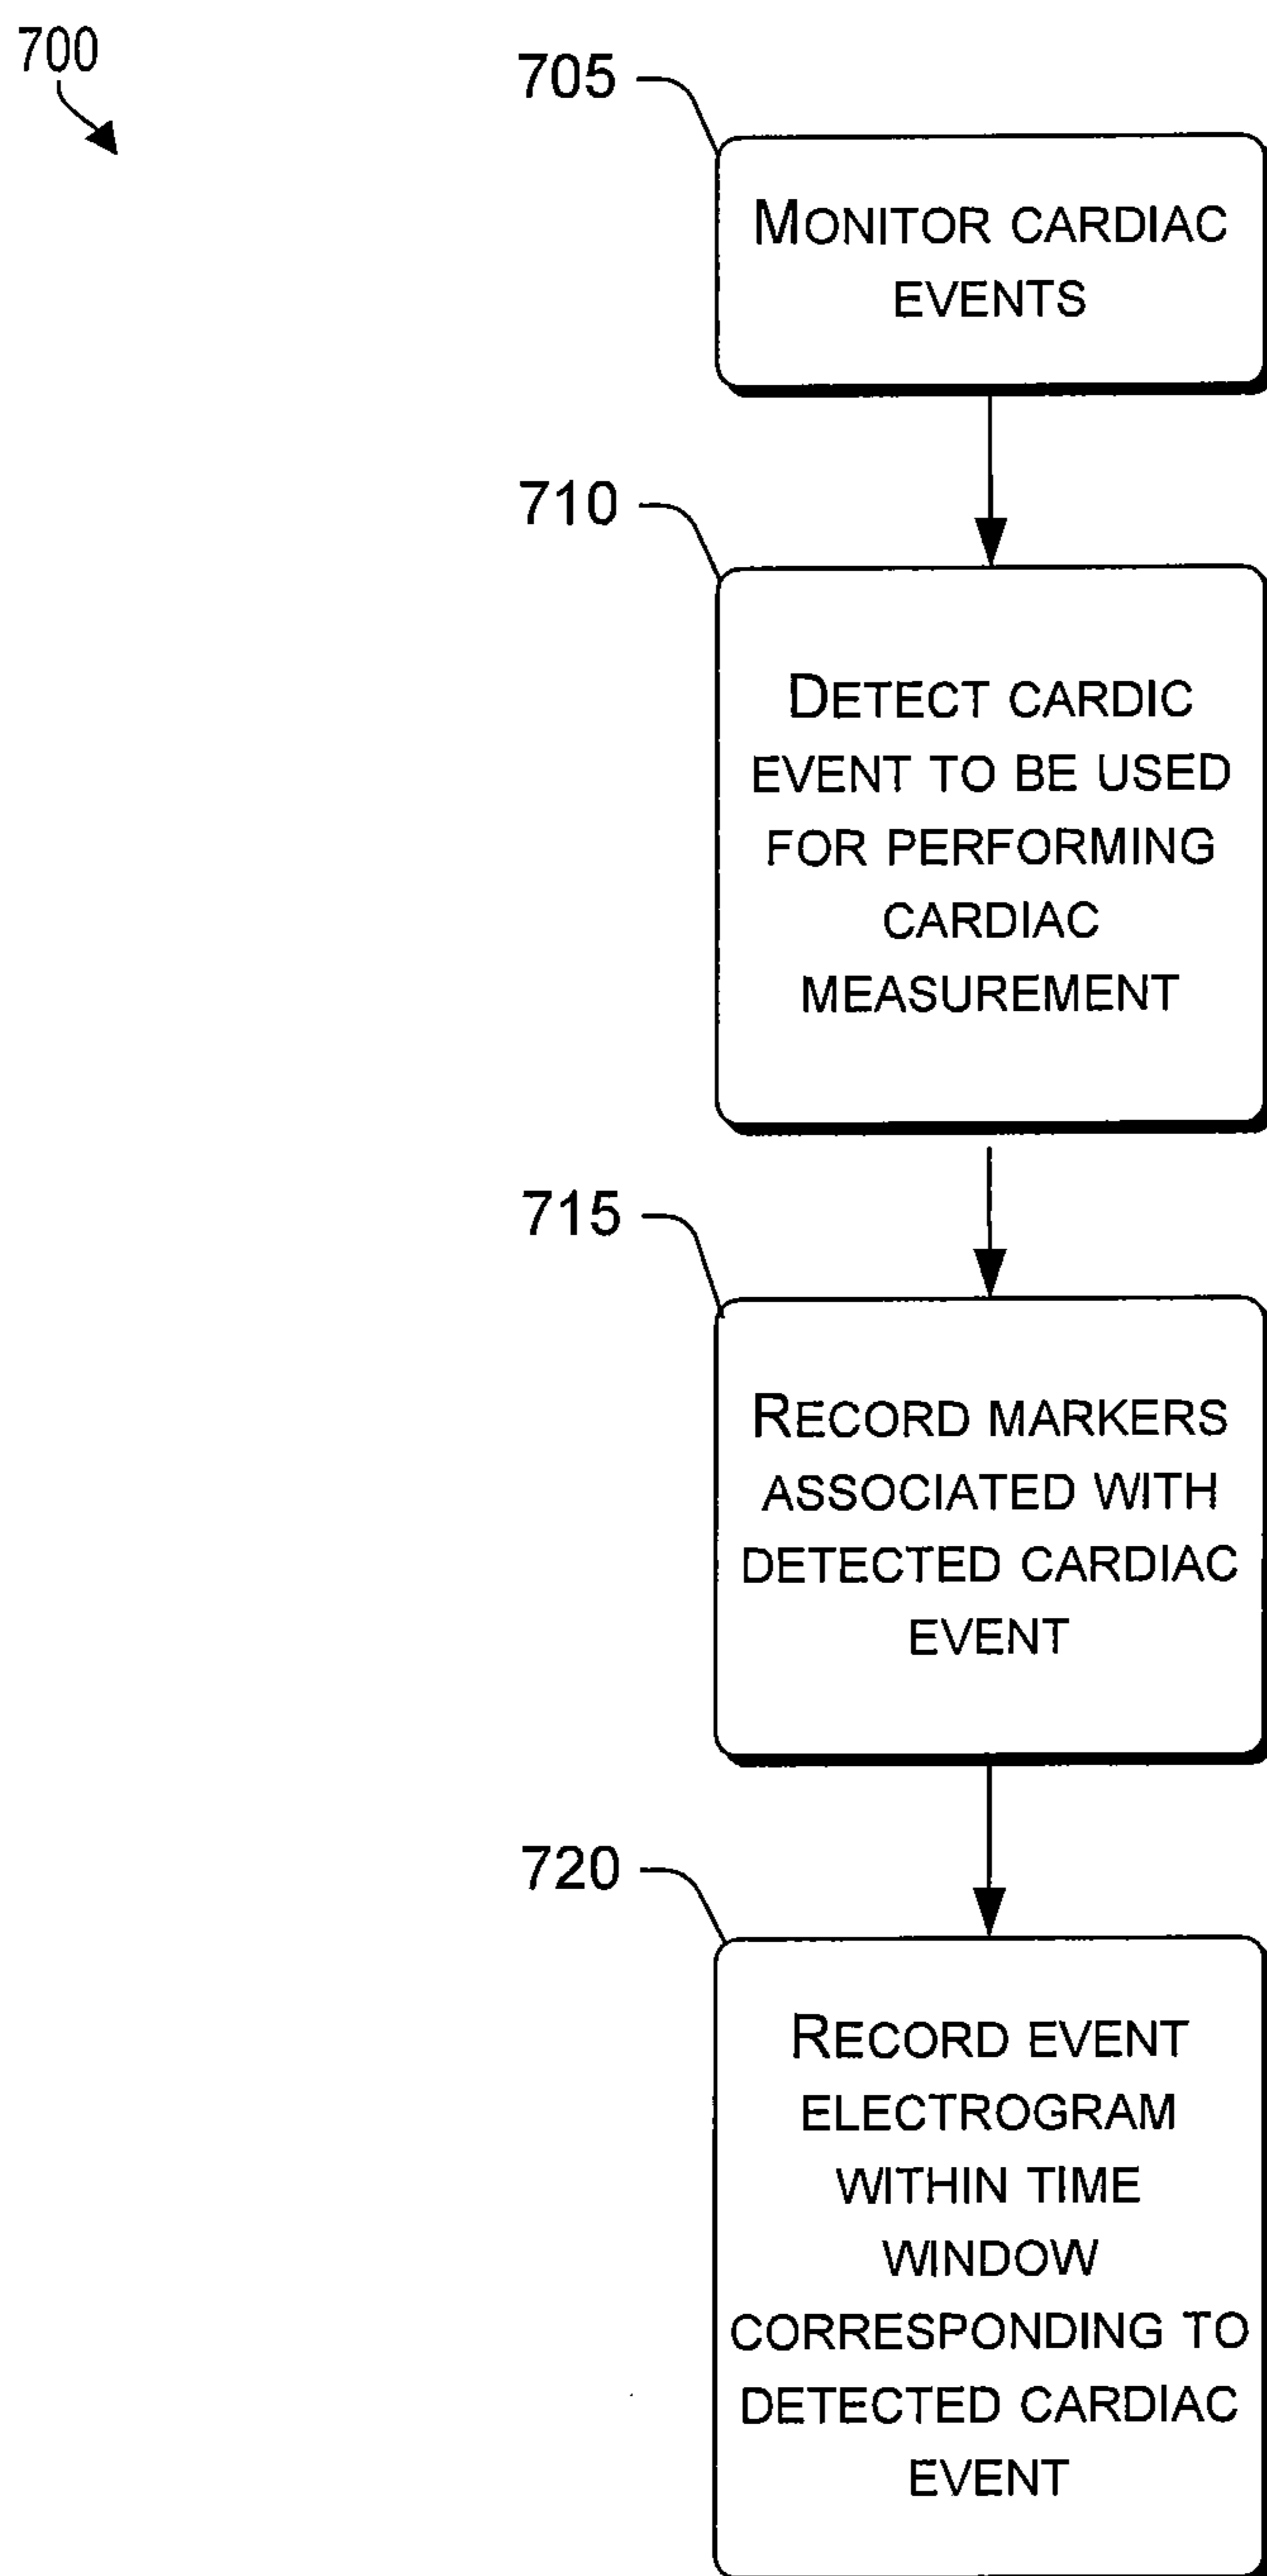 700
705
MONITOR CARDIAC
EVENTS
710
DETECT CARDIC
EVENT TO BE USED
FOR PERFORMING
CARDIAC
MEASUREMENT
715
RECORD MARKERS
ASSOCIATED WITH
DETECTED CARDIAC
EVENT
720
RECORD EVENT
ELECTROGRAM
WITHIN TIME
WINDOW
CORRESPONDING TO
DETECTED CARDIAC
EVENT